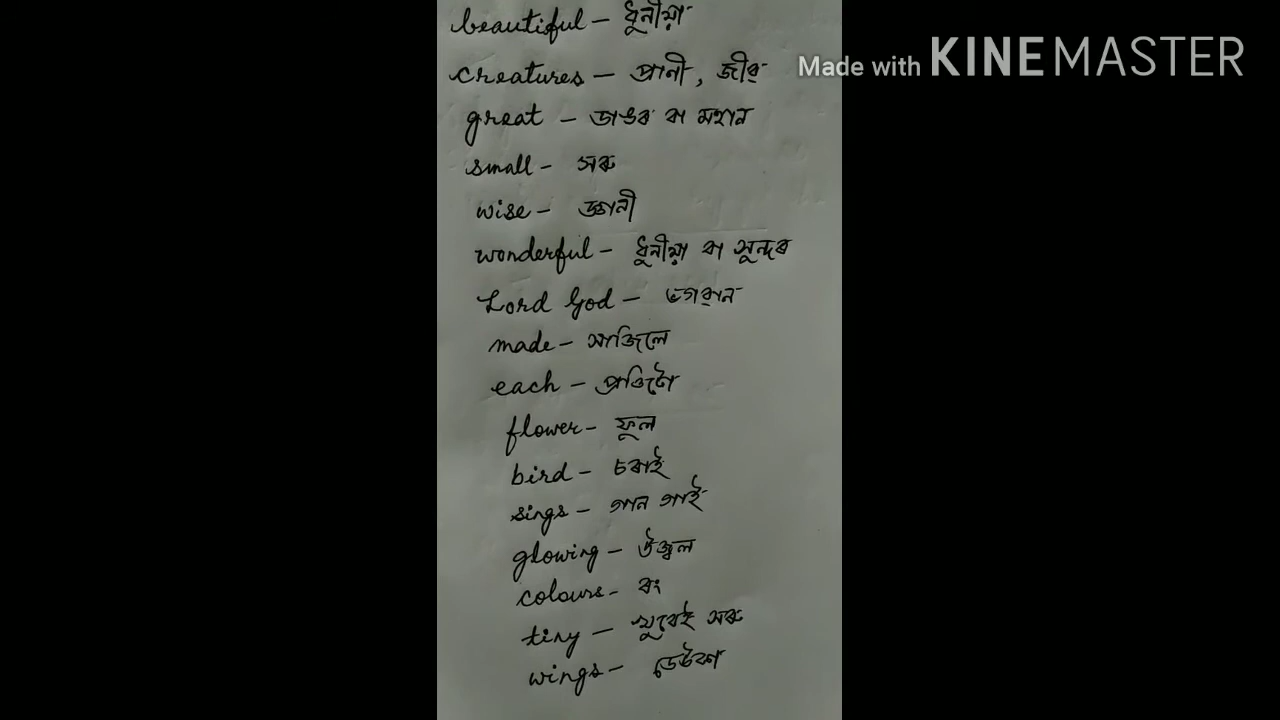 beautiful – ধুনীয়া
Made with KINEMASTER
creatures – প্ৰানী, জীৱ
great – ডাঙৰ বা মহান
small – সৰু
wise – জ্ঞানী
wonderful – ধুনীয়া বা সুন্দৰ
Lord God – ভগৱান
made – সাজিলে
each – প্ৰতিটো
flower – ফুল
bird – চৰাই
sings – গান গাই
glowing – উজ্বল
colours – ৰং
tiny – খুবেই সৰু
wings – ডেউকা